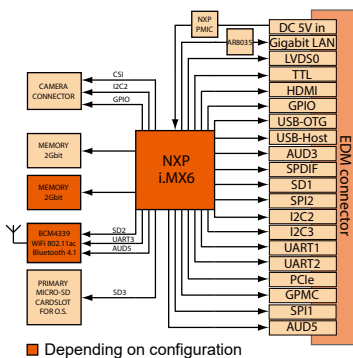 NXP
PMIC
AR8035
DC 5V in
Gigabit LAN
LVDS0
TTL
HDMI
GPIO
USB-OTG
USB-Host
AUD3
SPDIF
SD1
SPI2
I2C2
I2C3
UART1
UART2
PCIe
GPMC
SPI1
AUD5
EDM connector
CAMERA
CONNECTOR
CSI
I2C2
GPIO
MEMORY
2Gbit
MEMORY
2Gbit
NXP
i.MX6
BCM4339
WiFi 802.11ac
Bluetooth 4.1
SD2
UART3
AUD5
PRIMARY
MICRO-SD
CARDSLOT
FOR O.S.
SD3
Depending on configuration